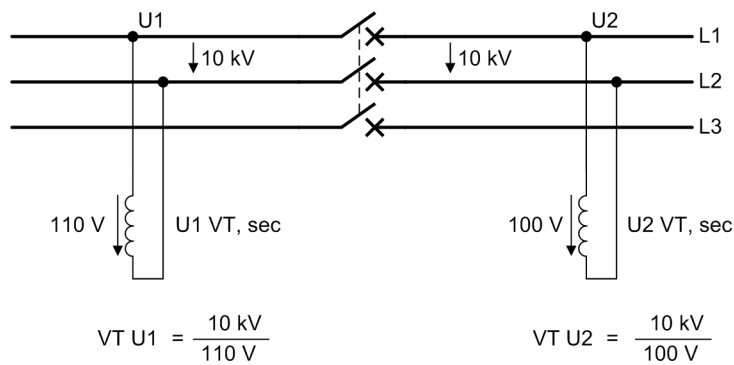 U1 U2
L1
10 kV 10 kV
L2
L3
110 V U1 VT, sec 100 V U2 VT, sec
VT U1 = 10 kV / 110 V VT U2 = 10 kV / 100 V